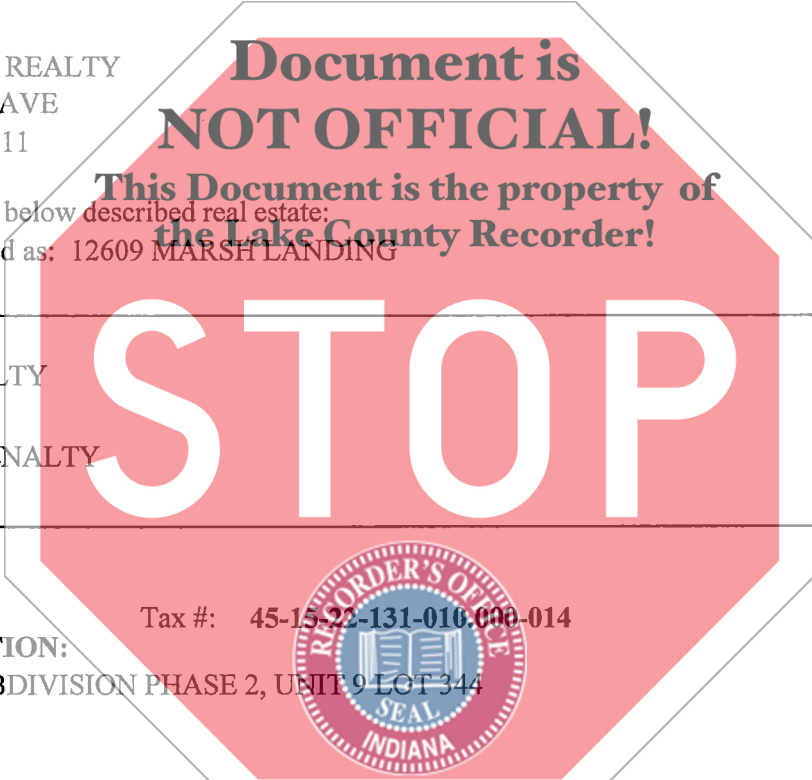 REALTY
Document is
AVE
NOT OFFICIAL!
11
This Document is the property of
below described real estate:
the Lake County Recorder!
d as: 12609 MARSH LANDING
LTY
STOP
NALTY
RECORDER'S OFFICE
Tax #: 45-15-22-131-010.000-014
TION:
BDIVISION PHASE 2, UNIT 9 LOT 344
SEAL
INDIANA